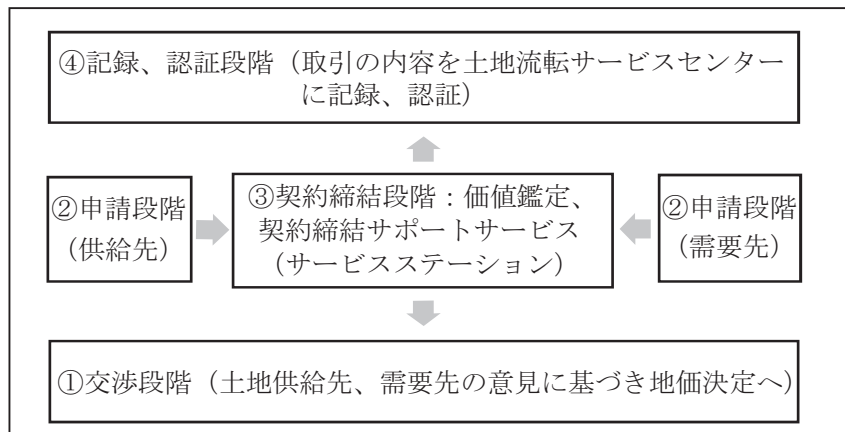 ④記録、認証段階（取引の内容を土地流転サービスセンター
に記録、認証）
②申請段階
（供給先）
③契約締結段階：価値鑑定、
契約締結サポートサービス
（サービスステーション）
②申請段階
（需要先）
①交渉段階（土地供給先、需要先の意見に基づき地価決定へ）